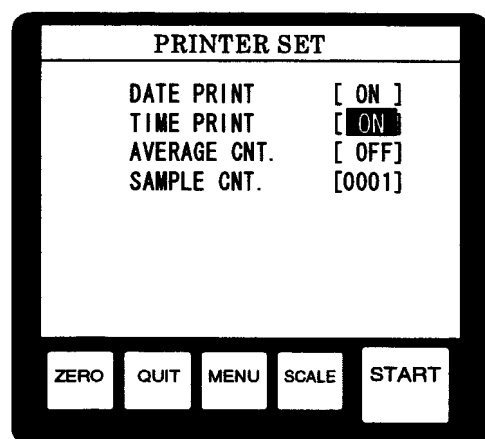 PRINTER SET
DATE PRINT [ ON ]
TIME PRINT [ ON ]
AVERAGE CNT. [ OFF]
SAMPLE CNT. [0001]
ZERO QUIT MENU SCALE START